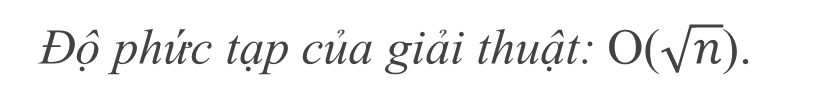 Độ phức tạp của giải thuật: O(√n).